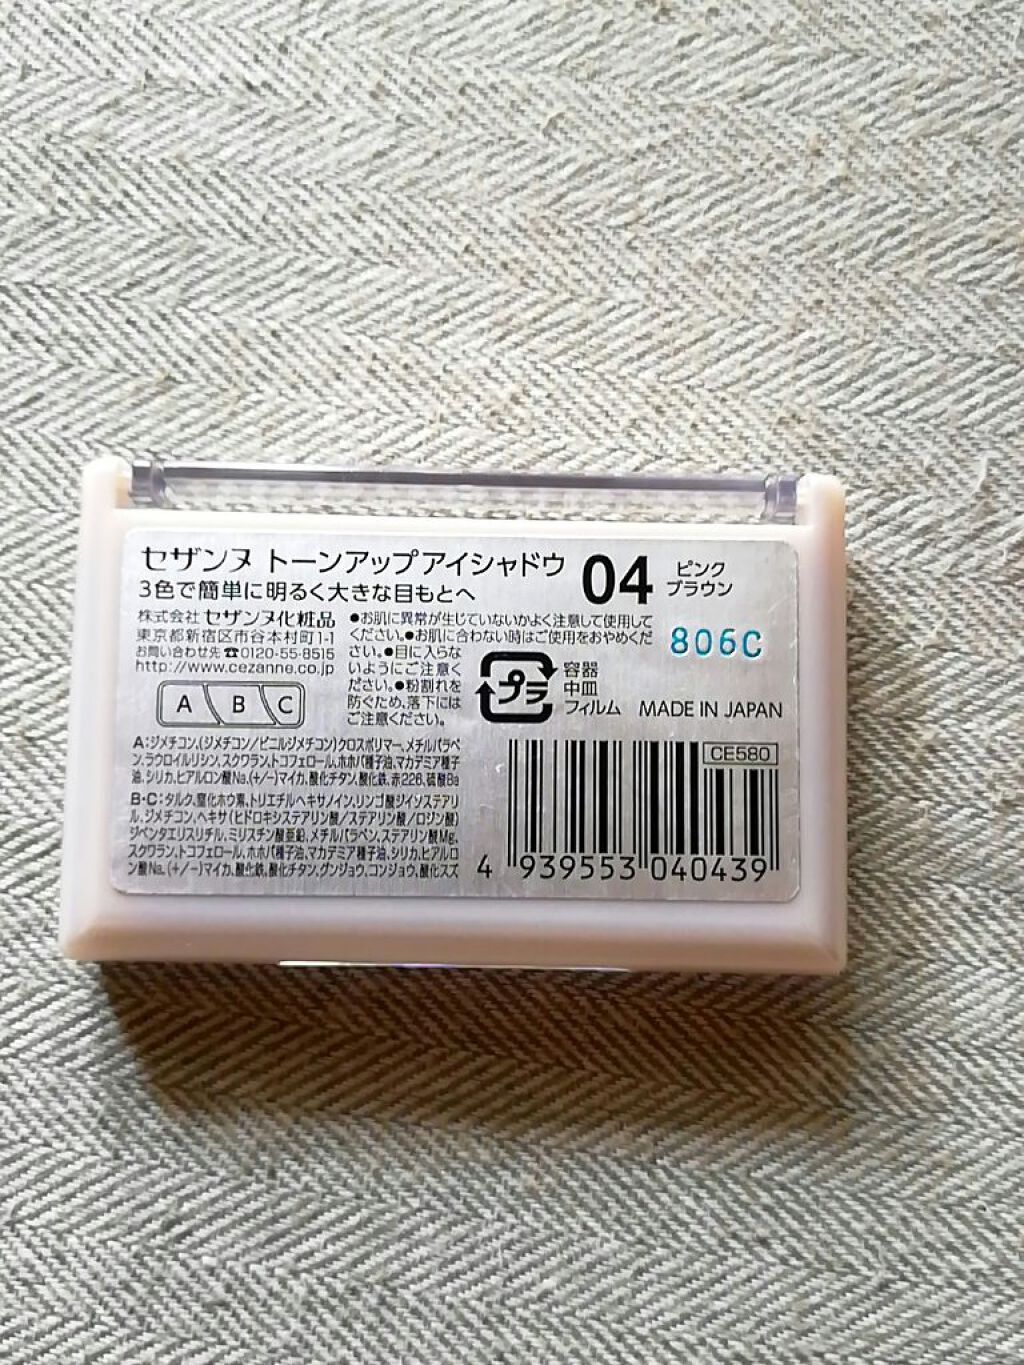 セザンヌ トーンアップアイシャドウ 04 ピンク
ブラウン
3色で簡単に明るく大きな目もとへ
株式会社 セザンヌ化粧品
東京都新宿区市谷本村町1-1
お問い合わせ先 ☎0120-55-8515
http://www.cezanne.co.jp
●お肌に異常が生じていないかよく注意して使用して
ください。●お肌に合わない時はご使用をおやめくだ
さい。●目に入らな
いようにご注意く
ださい。●粉割れを
防ぐため、落下には
ご注意ください。
806C
プラ
容器
中皿
フィルム
MADE IN JAPAN
A B C
A:ジメチコン、(ジメチコン/ビニルジメチコン)クロスポリマー、メチルパラベ
ン、ラウロイルリシン、スクワラン、トコフェロール、ホホバ種子油、マカデミア種子
油、シリカ、ヒアルロン酸Na、(+/−)マイカ、酸化チタン、酸化鉄、赤226、硫酸Ba
B・C:タルク、窒化ホウ素、トリエチルヘキサノイン、リンゴ酸ジイソステアリ
ル、ジメチコン、ヘキサ(ヒドロキシステアリン酸/ステアリン酸/ロジン酸)
ジペンタエリスリチル、ミリスチン酸亜鉛、メチルパラベン、ステアリン酸Mg、
スクワラン、トコフェロール、ホホバ種子油、マカデミア種子油、シリカ、ヒアルロ
ン酸Na、(+/−)マイカ、酸化鉄、酸化チタン、グンジョウ、コンジョウ、酸化スズ
CE580
4 939553 040439